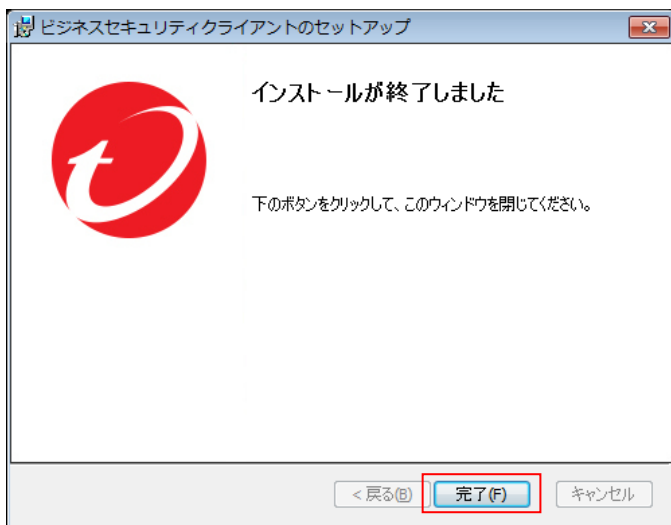 ビジネスセキュリティクライアントのセットアップ
インストールが終了しました
下のボタンをクリックして、このウィンドウを閉じてください。
< 戻る(B)
完了(F)
キャンセル